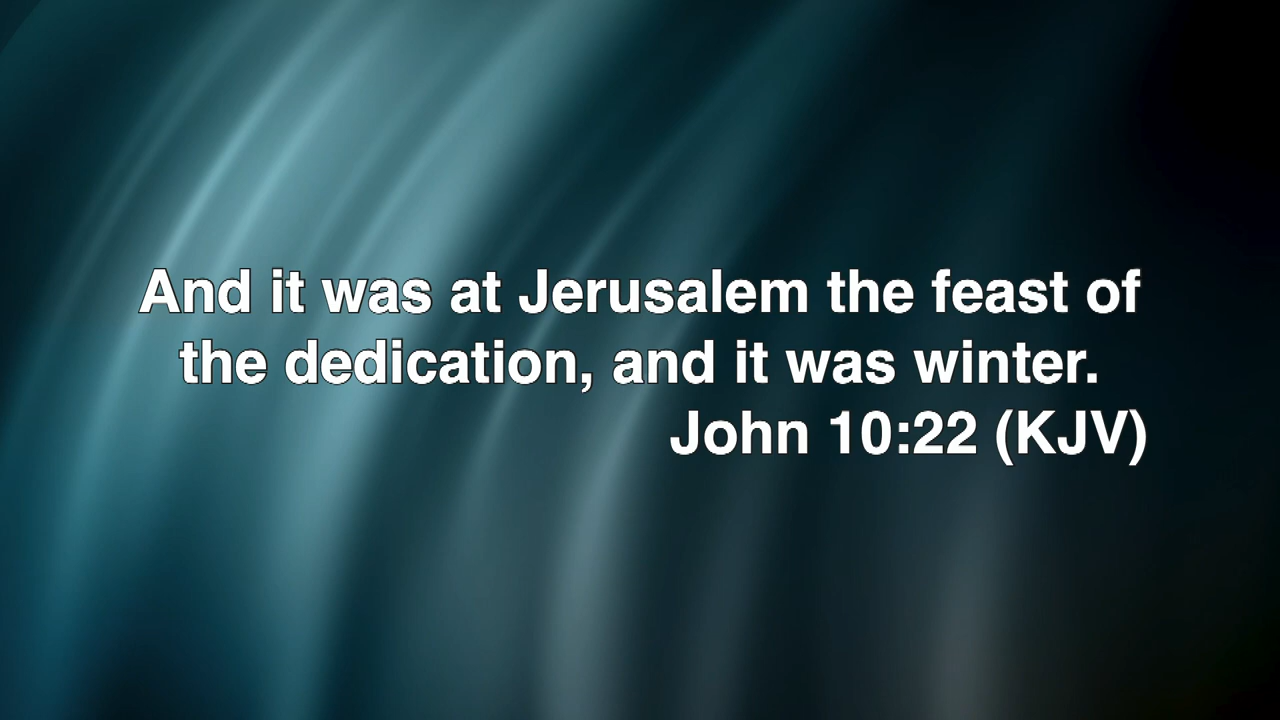 And it was at Jerusalem the feast of
the dedication, and it was winter.
John 10:22 (KJV)